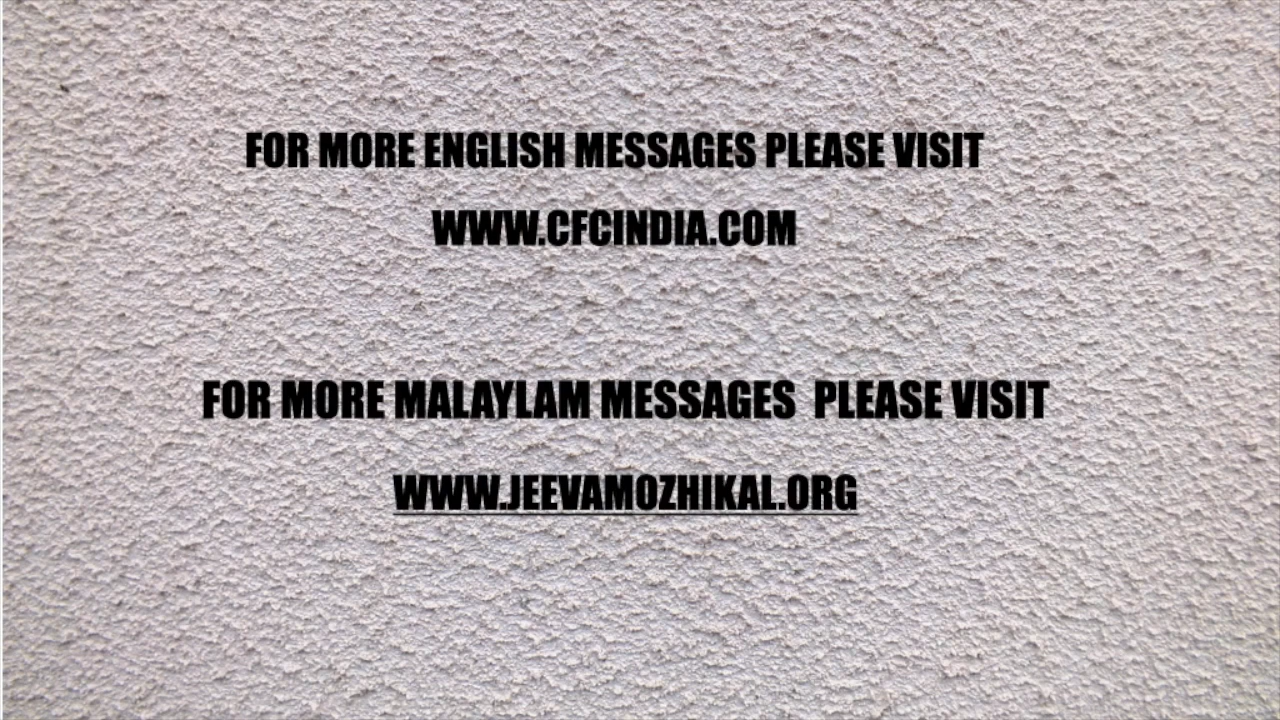 FOR MORE ENGLISH MESSAGES PLEASE VISIT
WWW.CFCINDIA.COM
FOR MORE MALAYLAM MESSAGES PLEASE VISIT
WWW.JEEVAMOZHIKAL.ORG